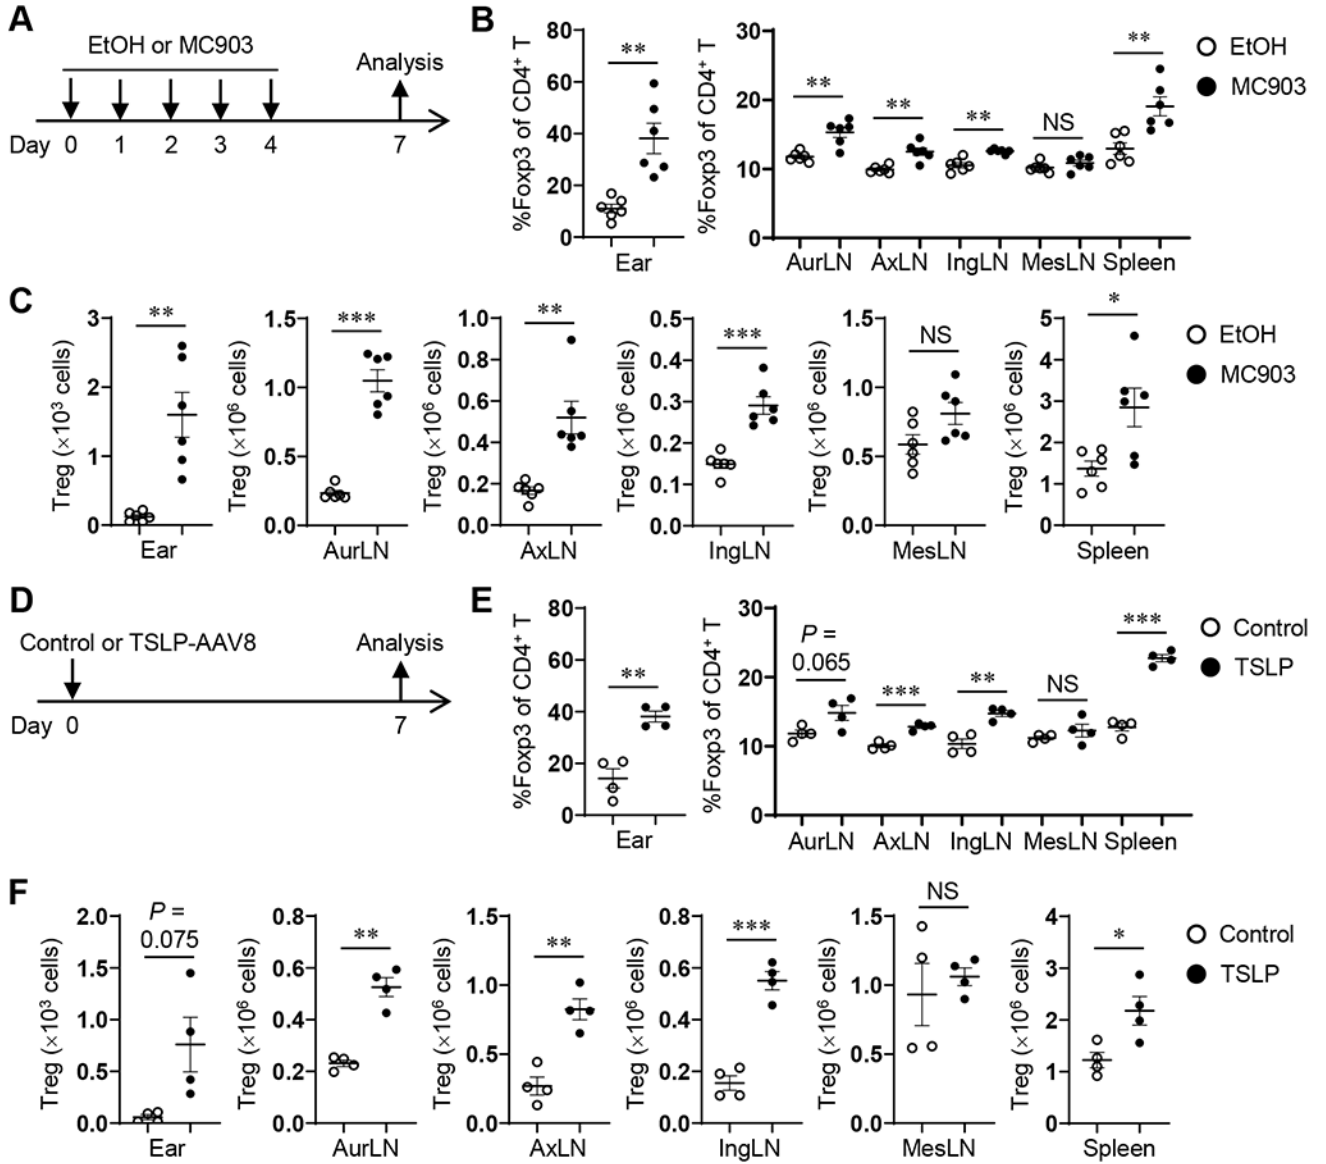 A
EtOH or MC903
Analysis
Day 0 1 2 3 4 7
B
%Foxp3 of CD4⁺ T
80
60
40
20
0
**
Ear
%Foxp3 of CD4⁺ T
30
20
10
0
** ** ** NS **
AurLN AxLN IngLN MesLN Spleen
EtOH
MC903
C
Treg (×10³ cells)
3
2
1
0
**
Ear
Treg (×10⁶ cells)
1.5
1.0
0.5
0.0
***
AurLN
Treg (×10⁶ cells)
1.0
0.8
0.6
0.4
0.2
0.0
**
AxLN
Treg (×10⁶ cells)
0.5
0.4
0.3
0.2
0.1
0.0
***
IngLN
Treg (×10⁶ cells)
1.5
1.0
0.5
0.0
NS
MesLN
Treg (×10⁶ cells)
5
4
3
2
1
0
*
Spleen
EtOH
MC903
D
Control or TSLP-AAV8
Analysis
Day 0 7
E
%Foxp3 of CD4⁺ T
80
60
40
20
0
**
Ear
%Foxp3 of CD4⁺ T
30
20
10
0
P =
0.065
*** ** NS ***
AurLN AxLN IngLN MesLN Spleen
Control
TSLP
F
Treg (×10³ cells)
2.0
1.5
1.0
0.5
0.0
P =
0.075
Ear
Treg (×10⁶ cells)
0.8
0.6
0.4
0.2
0.0
**
AurLN
Treg (×10⁶ cells)
1.5
1.0
0.5
0.0
**
AxLN
Treg (×10⁶ cells)
0.8
0.6
0.4
0.2
0.0
***
IngLN
Treg (×10⁶ cells)
1.5
1.0
0.5
0.0
NS
MesLN
Treg (×10⁶ cells)
4
3
2
1
0
*
Spleen
Control
TSLP